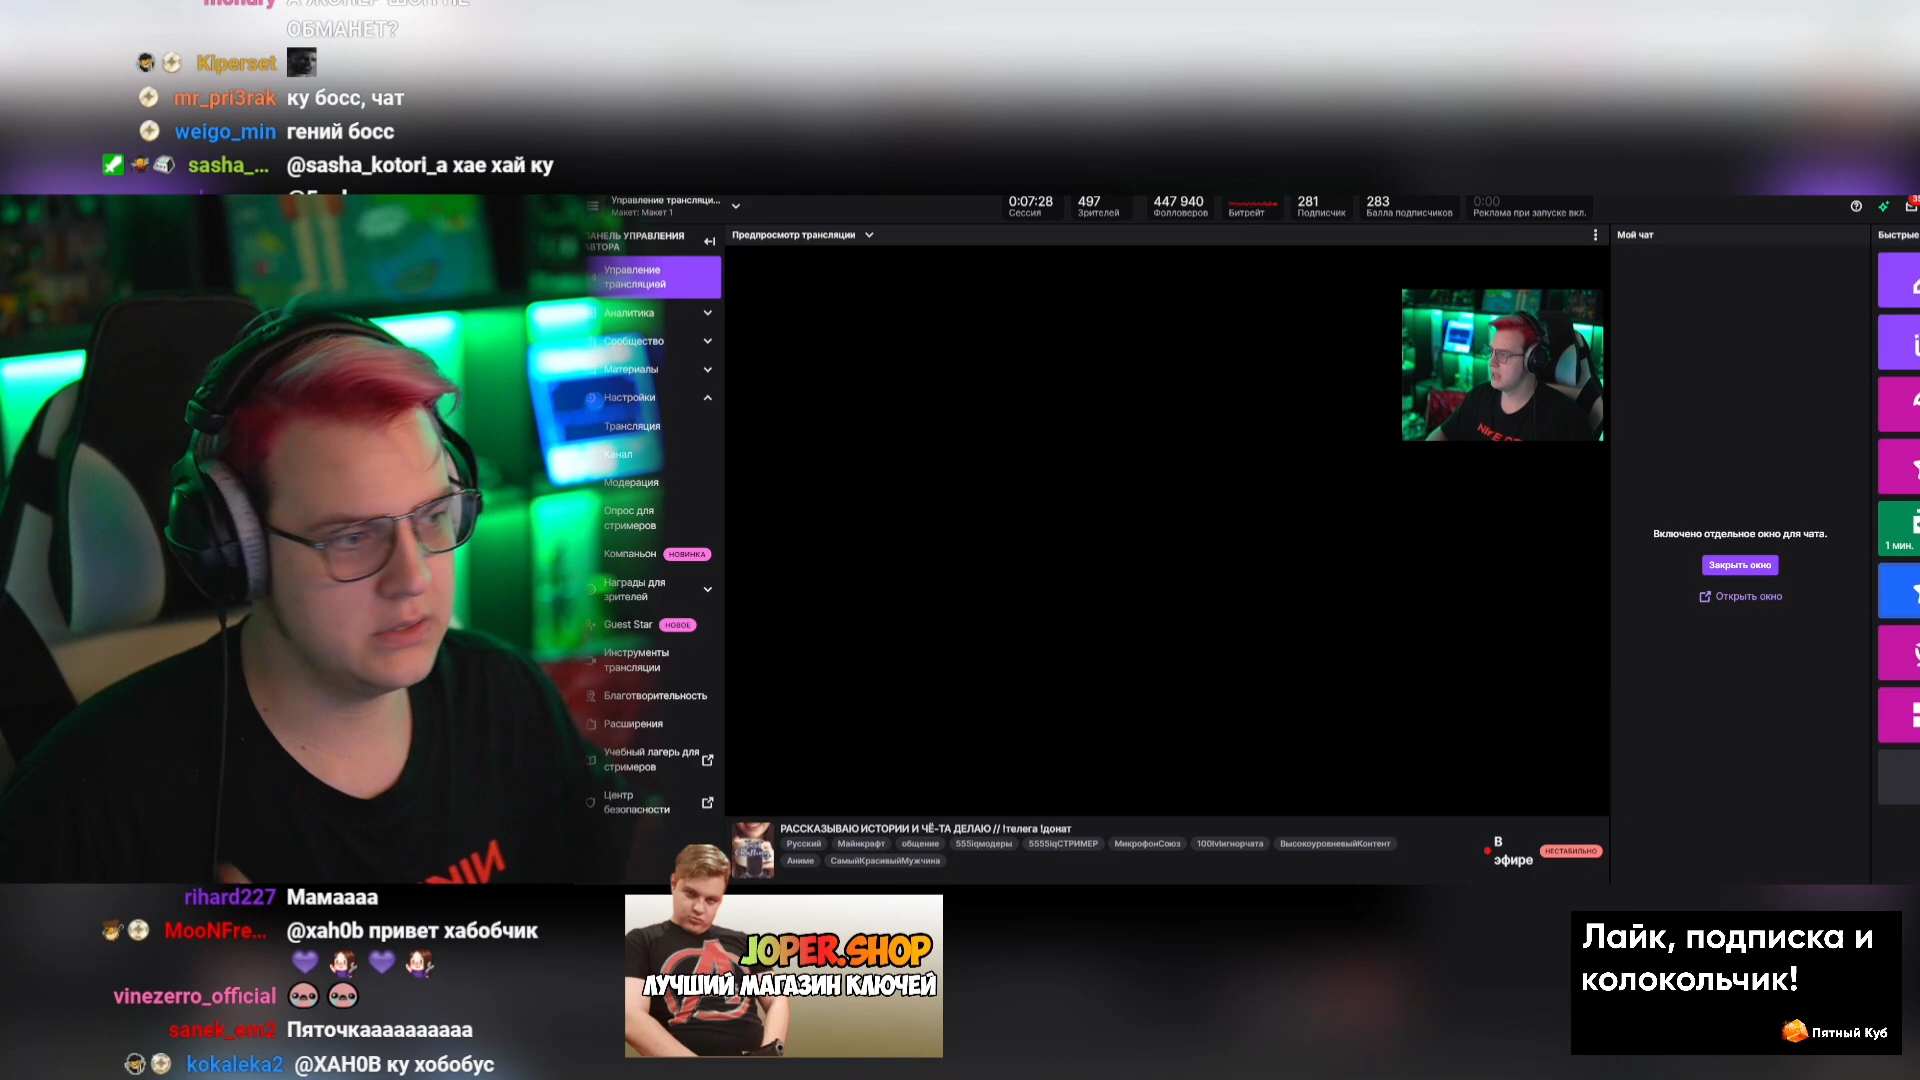 ОБМАНЕТ?
Kiperset
mr_pri3rak ку босс, чат
weigo_min гений босс
sasha_... @sasha_kotori_a хае хай ку
Управление трансляци...
Макет: Макет 1
0:07:28
Сессия
497
Зрителей
447 940
Фолловеров
Битрейт
281
Подписчик
283
Балла подписчиков
0:00
Реклама при запуске вкл.
АНЕЛЬ УПРАВЛЕНИЯ
АВТОРА
Предпросмотр трансляции
Мой чат
Быстрые
Управление
трансляцией
Аналитика
Сообщество
Материалы
Настройки
Трансляция
Канал
Модерация
Опрос для
стримеров
Компаньон НОВИНКА
Награды для
зрителей
Guest Star НОВОЕ
Инструменты
трансляции
Благотворительность
Расширения
Учебный лагерь для
стримеров
Центр
безопасности
Включено отдельное окно для чата.
Закрыть окно
Открыть окно
1 мин.
РАССКАЗЫВАЮ ИСТОРИИ И ЧЁ-ТА ДЕЛАЮ // !телега !донат
Русский Майнкрафт общение 555iqмодеры 5555iqСТРИМЕР МикрофонСоюз 100lvlигнорчата ВысокоуровневыйКонтент
Аниме СамыйКрасивыйМужчина
В
эфире
НЕСТАБИЛЬНО
rihard227 Мамаааа
MooNFre... @xah0b привет хабобчик
vinezerro_official
sanek_em2 Пяточкаааааааааа
kokaleka2 @XAH0B ку хобобус
JOPER.SHOP
ЛУЧШИЙ МАГАЗИН КЛЮЧЕЙ
Лайк, подписка и
колокольчик!
Пятный Куб